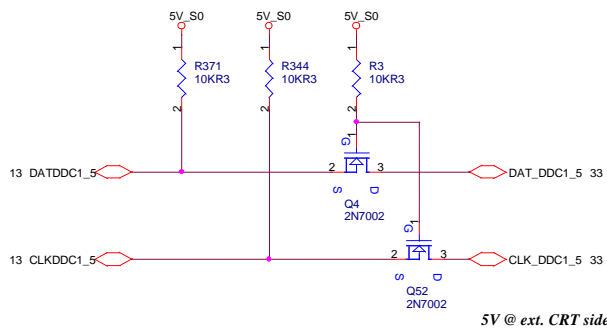 5V_S0 5V_S0 5V_S0
1 1 1
R371 R344 R3
10KR3 10KR3 10KR3
2 2 2
G 1
13 DATDDC1_5 2 3 DAT_DDC1_5 33
S D
Q4
2N7002
G 1
13 CLKDDC1_5 2 3 CLK_DDC1_5 33
S D
Q52
2N7002
5V @ ext. CRT side